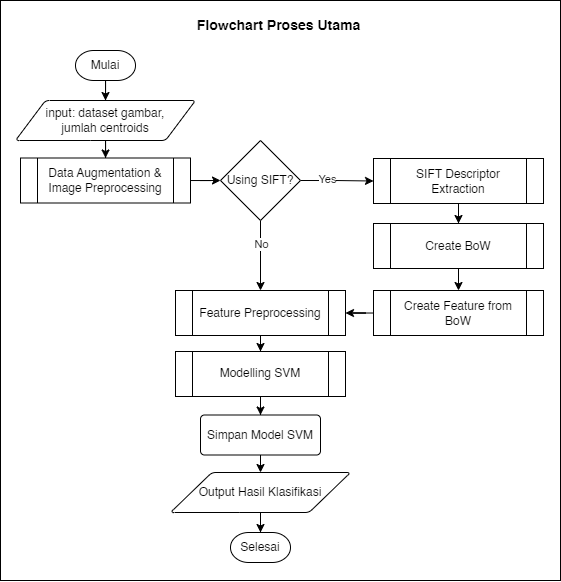 Flowchart Proses Utama
Mulai
input: dataset gambar,
jumlah centroids
Data Augmentation &
Image Preprocessing
Using SIFT?
Yes
SIFT Descriptor
Extraction
Create BoW
No
Create Feature from
BoW
Feature Preprocessing
Modelling SVM
Simpan Model SVM
Output Hasil Klasifikasi
Selesai